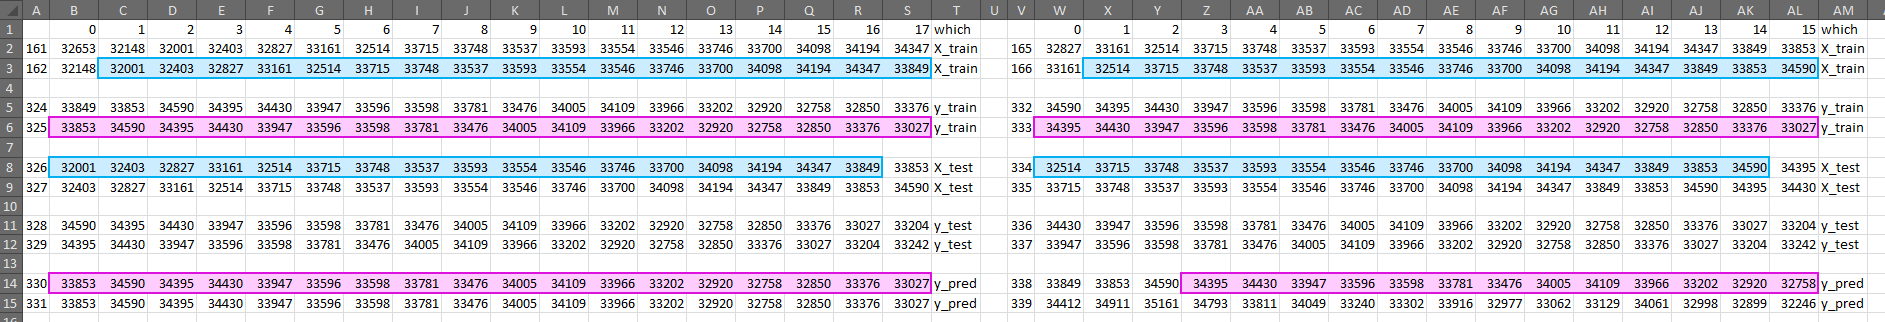 A B C D E F G H I J K L M N O P Q R S T U V W X Y Z AA AB AC AD AE AF AG AH AI AJ AK AL AM
1 0 1 2 3 4 5 6 7 8 9 10 11 12 13 14 15 16 17 which 0 1 2 3 4 5 6 7 8 9 10 11 12 13 14 15 which
2 161 32653 32148 32001 32403 32827 33161 32514 33715 33748 33537 33593 33554 33546 33746 33700 34098 34194 34347 X_train 165 32827 33161 32514 33715 33748 33537 33593 33554 33546 33746 33700 34098 34194 34347 33849 33853 X_train
3 162 32148 32001 32403 32827 33161 32514 33715 33748 33537 33593 33554 33546 33746 33700 34098 34194 34347 33849 X_train 166 33161 32514 33715 33748 33537 33593 33554 33546 33746 33700 34098 34194 34347 33849 33853 34590 X_train
4
5 324 33849 33853 34590 34395 34430 33947 33596 33598 33781 33476 34005 34109 33966 33202 32920 32758 32850 33376 y_train 332 34590 34395 34430 33947 33596 33598 33781 33476 34005 34109 33966 33202 32920 32758 32850 33376 y_train
6 325 33853 34590 34395 34430 33947 33596 33598 33781 33476 34005 34109 33966 33202 32920 32758 32850 33376 33027 y_train 333 34395 34430 33947 33596 33598 33781 33476 34005 34109 33966 33202 32920 32758 32850 33376 33027 y_train
7
8 326 32001 32403 32827 33161 32514 33715 33748 33537 33593 33554 33546 33746 33700 34098 34194 34347 33849 33853 X_test 334 32514 33715 33748 33537 33593 33554 33546 33746 33700 34098 34194 34347 33849 33853 34590 34395 X_test
9 327 32403 32827 33161 32514 33715 33748 33537 33593 33554 33546 33746 33700 34098 34194 34347 33849 33853 34590 X_test 335 33715 33748 33537 33593 33554 33546 33746 33700 34098 34194 34347 33849 33853 34590 34395 34430 X_test
10
11 328 34590 34395 34430 33947 33596 33598 33781 33476 34005 34109 33966 33202 32920 32758 32850 33376 33027 33204 y_test 336 34430 33947 33596 33598 33781 33476 34005 34109 33966 33202 32920 32758 32850 33376 33027 33204 y_test
12 329 34395 34430 33947 33596 33598 33781 33476 34005 34109 33966 33202 32920 32758 32850 33376 33027 33204 33242 y_test 337 33947 33596 33598 33781 33476 34005 34109 33966 33202 32920 32758 32850 33376 33027 33204 33242 y_test
13
14 330 33853 34590 34395 34430 33947 33596 33598 33781 33476 34005 34109 33966 33202 32920 32758 32850 33376 33027 y_pred 338 33849 33853 34590 34395 34430 33947 33596 33598 33781 33476 34005 34109 33966 33202 32920 32758 y_pred
15 331 33853 34590 34395 34430 33947 33596 33598 33781 33476 34005 34109 33966 33202 32920 32758 32850 33376 33027 y_pred 339 34412 34911 35161 34793 33811 34049 33240 33302 33916 32977 33062 33129 34061 32998 32899 32246 y_pred